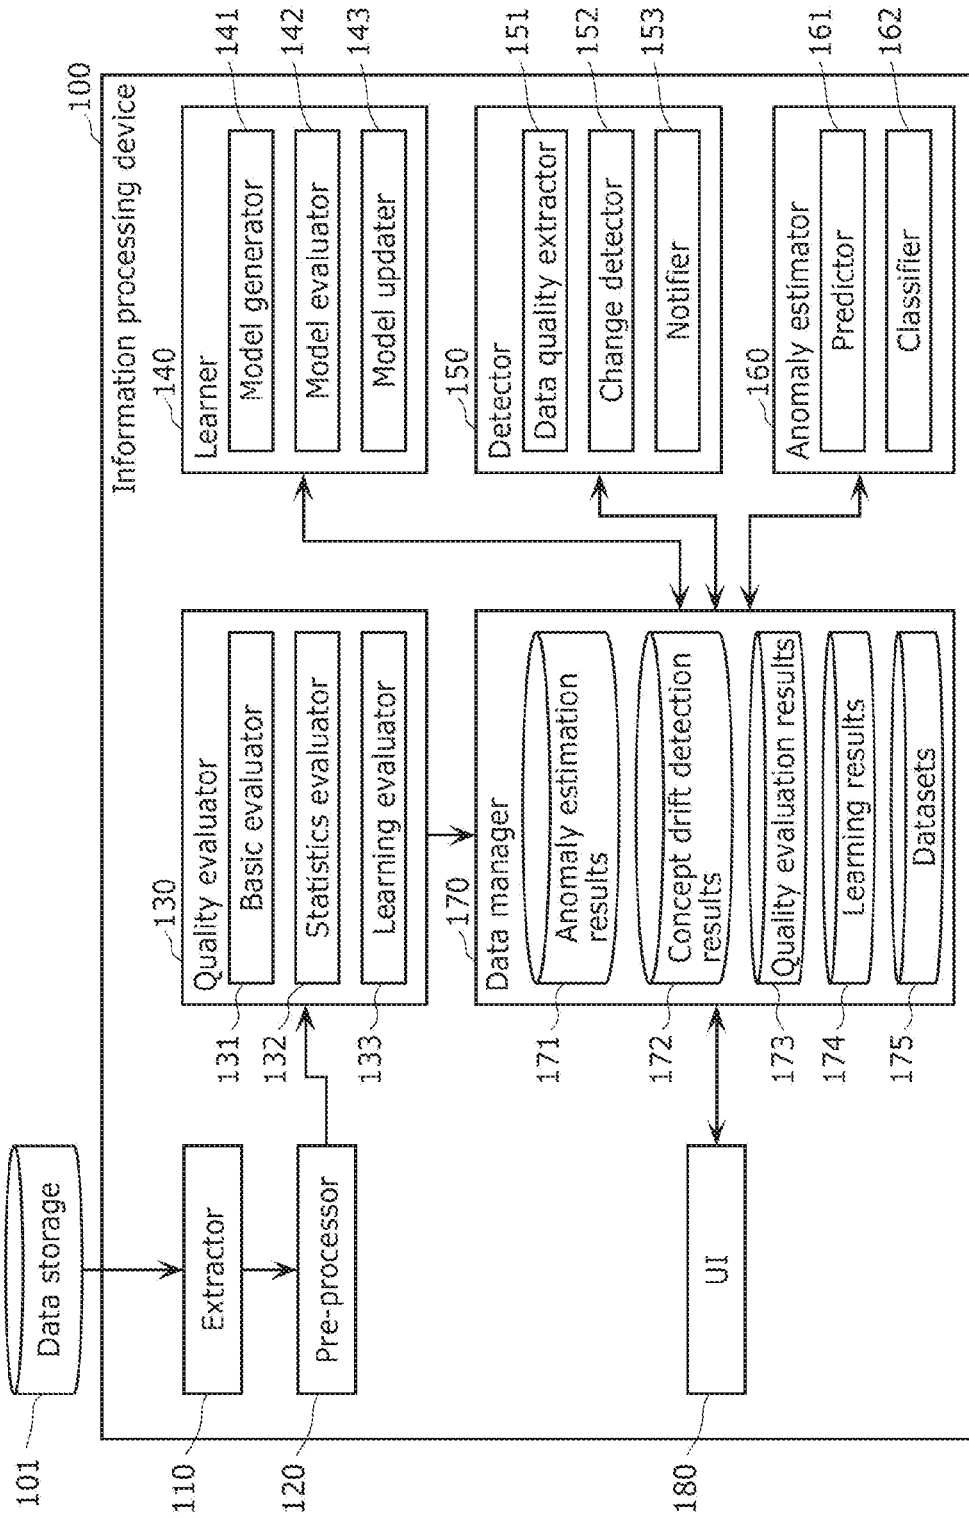 101
Data storage
100
Information processing device
110
Extractor
120
Pre-processor
130
Quality evaluator
131
Basic evaluator
132
Statistics evaluator
133
Learning evaluator
140
Learner
Model generator
141
Model evaluator
142
Model updater
143
170
Data manager
171
Anomaly estimation
results
172
Concept drift detection
results
173
Quality evaluation results
174
Learning results
175
Datasets
150
Detector
Data quality extractor
151
Change detector
152
Notifier
153
160
Anomaly estimator
Predictor
161
Classifier
162
180
UI